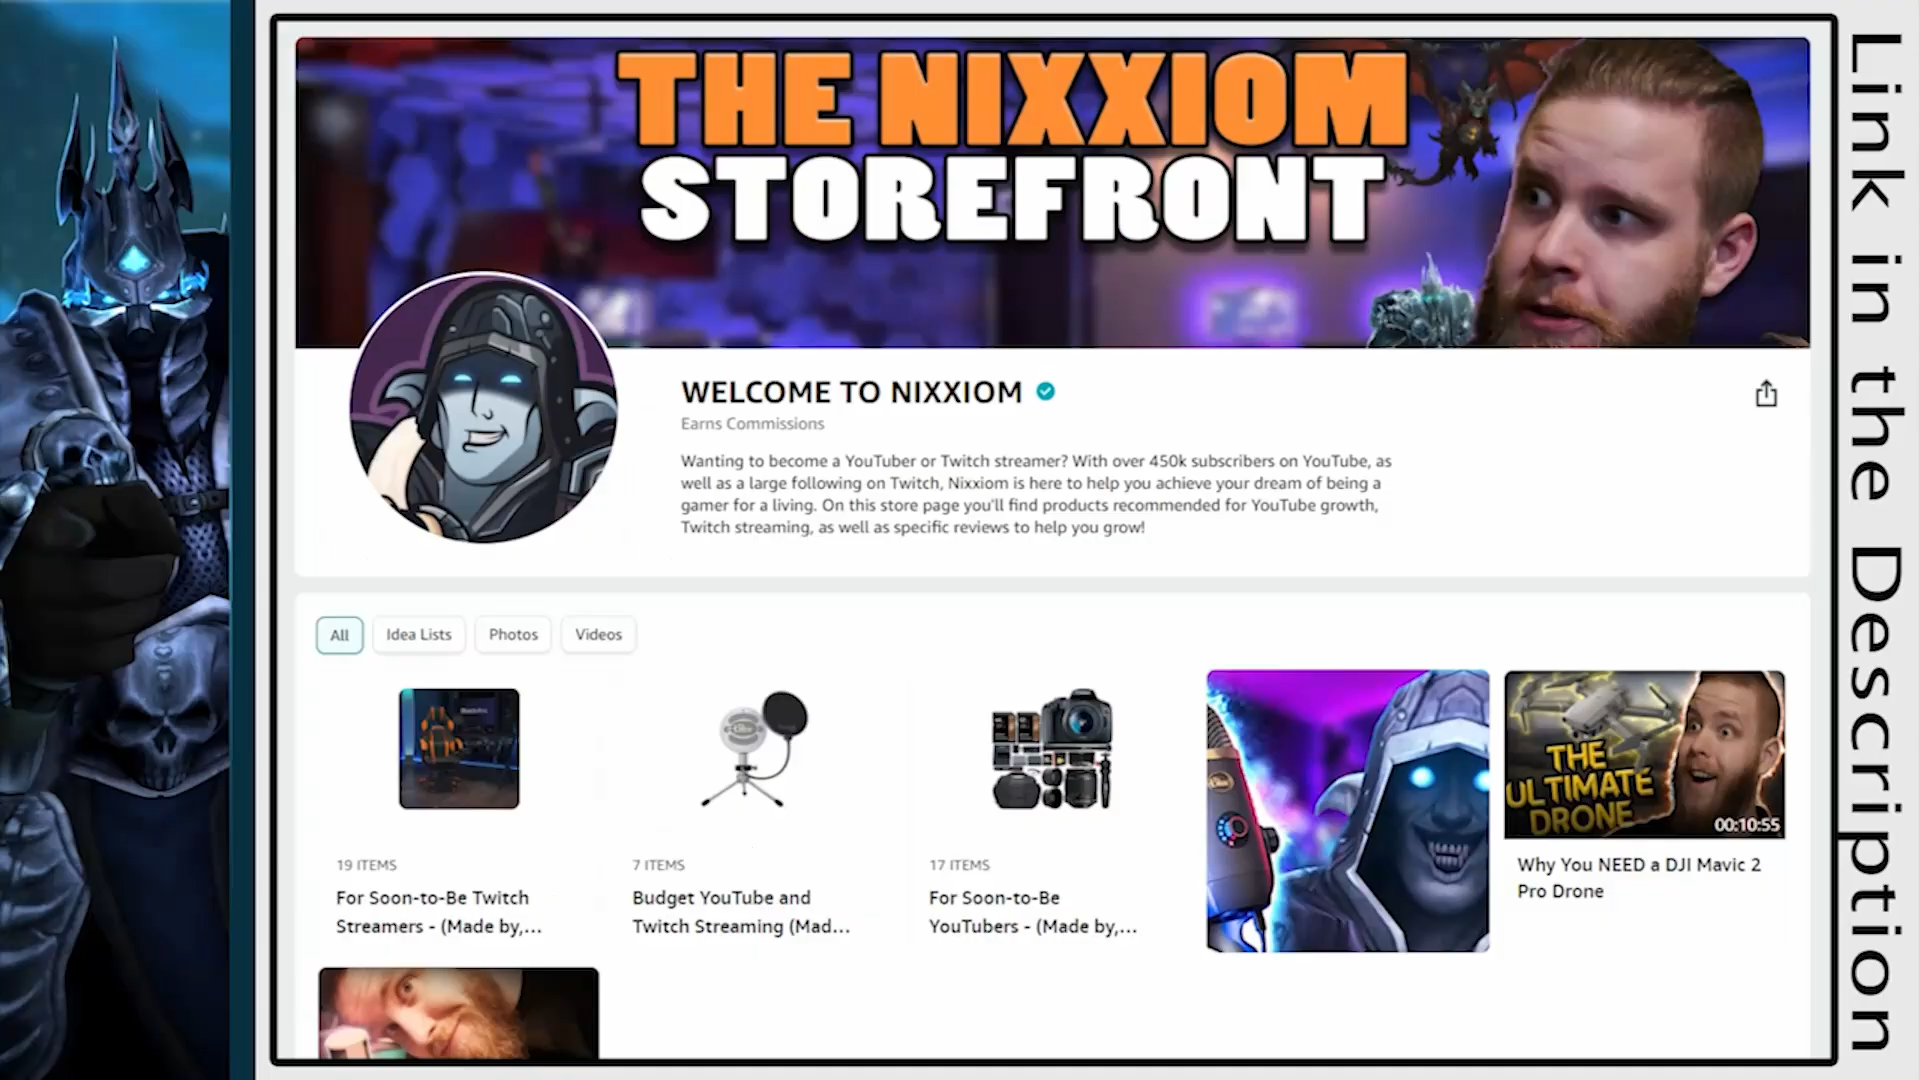 THE NIXXIOM
STOREFRONT
WELCOME TO NIXXIOM
Earns Commissions
Wanting to become a YouTuber or Twitch streamer? With over 450k subscribers on YouTube, as
well as a large following on Twitch, Nixxiom is here to help you achieve your dream of being a
gamer for a living. On this store page you'll find products recommended for YouTube growth,
Twitch streaming, as well as specific reviews to help you grow!
All
Idea Lists
Photos
Videos
19 ITEMS
For Soon-to-Be Twitch
Streamers - (Made by,...
7 ITEMS
Budget YouTube and
Twitch Streaming (Mad...
17 ITEMS
For Soon-to-Be
YouTubers - (Made by,...
THE
ULTIMATE
DRONE
00:10:55
Why You NEED a DJI Mavic 2
Pro Drone
Link in the Description